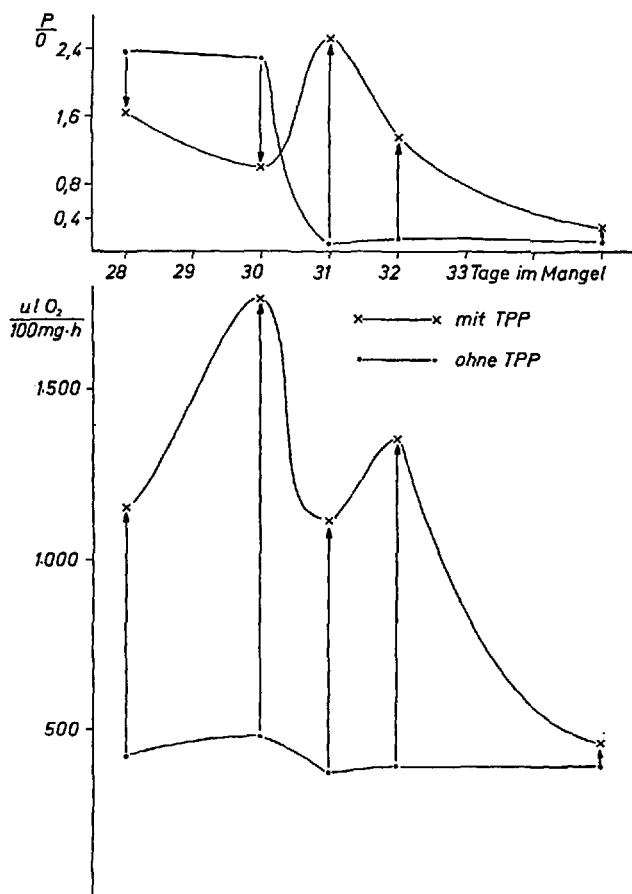 P
0
2,4
1,6
0,8
0,4
28 29 30 31 32 33 Tage im Mangel
ul O₂
100mg·h
×—× mit TPP
•—• ohne TPP
1.500
1.000
500